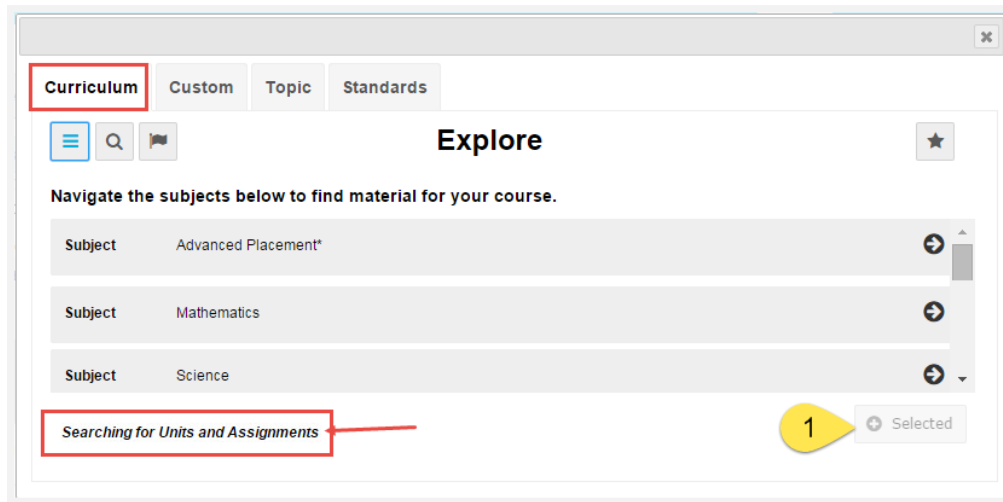 Curriculum Custom Topic Standards
Explore
Navigate the subjects below to find material for your course.
Subject Advanced Placement*
Subject Mathematics
Subject Science
Searching for Units and Assignments
1 Selected